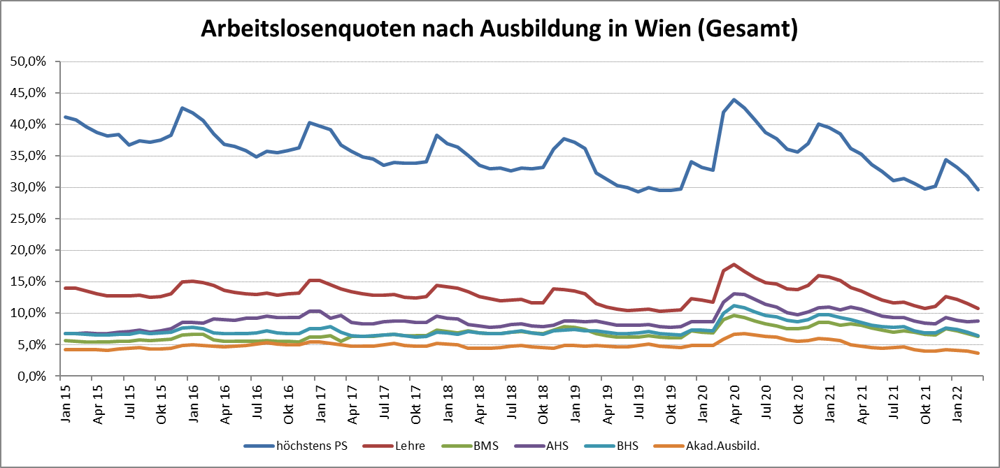 Arbeitslosenquoten nach Ausbildung in Wien (Gesamt)
50,0%
45,0%
40,0%
35,0%
30,0%
25,0%
20,0%
15,0%
10,0%
5,0%
0,0%
Jan 15
Apr 15
Jul 15
Okt 15
Jan 16
Apr 16
Jul 16
Okt 16
Jan 17
Apr 17
Jul 17
Okt 17
Jan 18
Apr 18
Jul 18
Okt 18
Jan 19
Apr 19
Jul 19
Okt 19
Jan 20
Apr 20
Jul 20
Okt 20
Jan 21
Apr 21
Jul 21
Okt 21
Jan 22
höchstens PS Lehre BMS AHS BHS Akad.Ausbild.